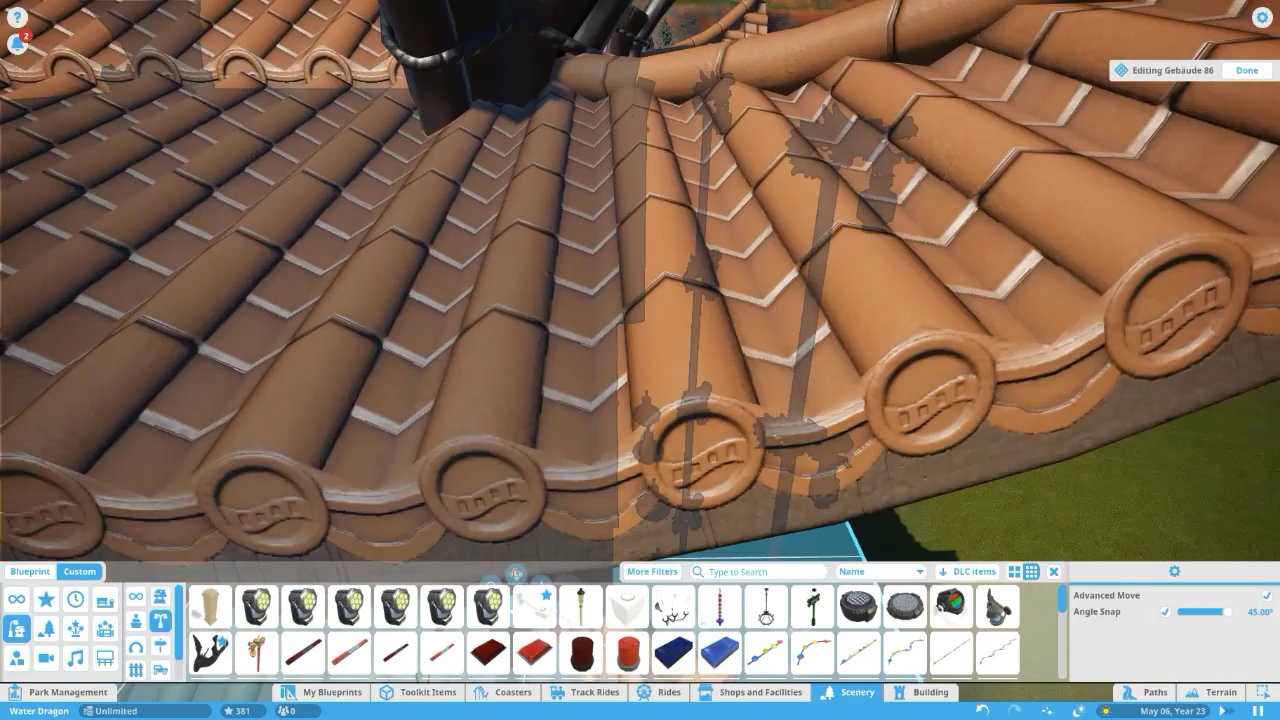 ?
2
Editing Gebäude 86 Done
Blueprint Custom More Filters Type to Search Name DLC items
Advanced Move
Angle Snap 45.00°
Park Management My Blueprints Toolkit Items Coasters Track Rides Rides Shops and Facilities Scenery Building Paths Terrain
Water Dragon Unlimited 381 0 May 06, Year 23